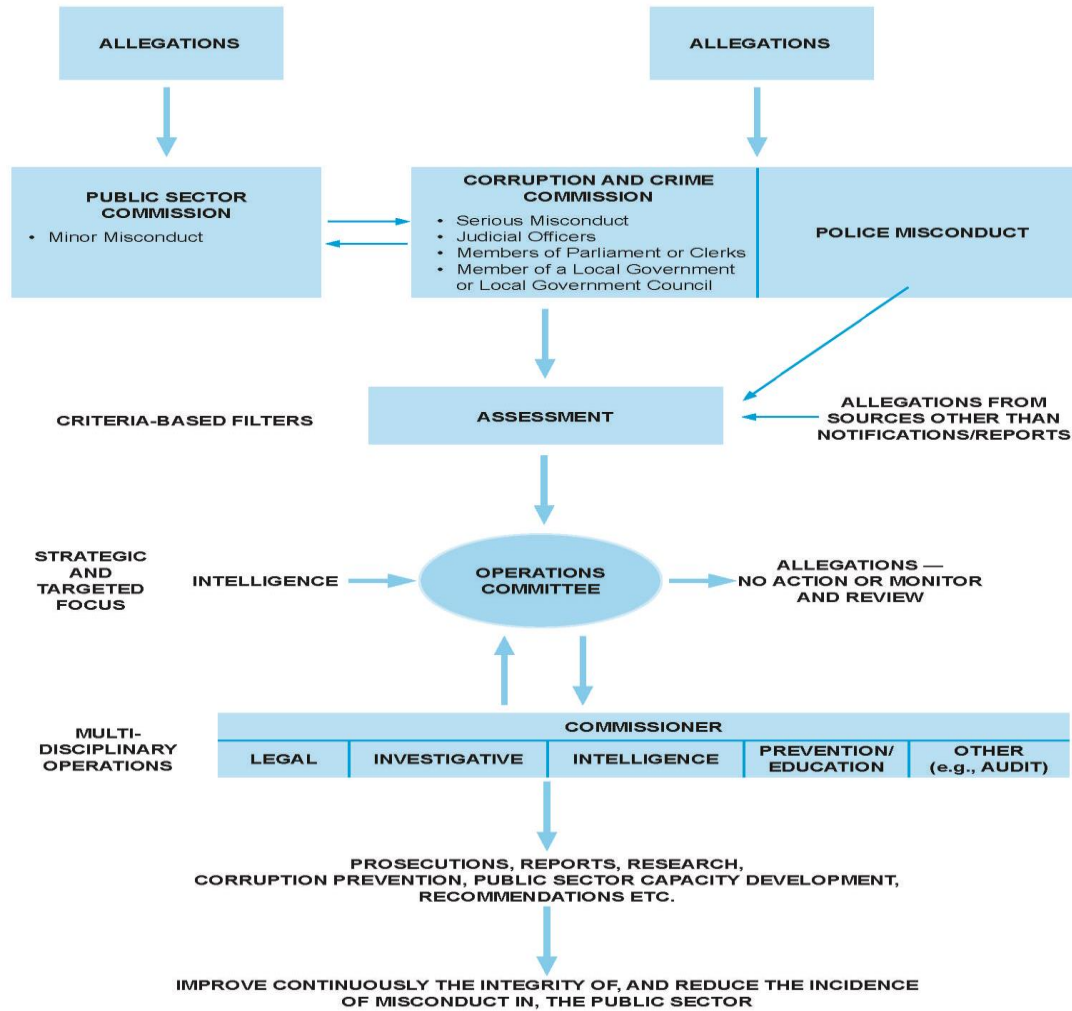 ALLEGATIONS
ALLEGATIONS
PUBLIC SECTOR
COMMISSION
• Minor Misconduct
CORRUPTION AND CRIME
COMMISSION
• Serious Misconduct
• Judicial Officers
• Members of Parliament or Clerks
• Member of a Local Government
or Local Government Council
POLICE MISCONDUCT
CRITERIA-BASED FILTERS
ASSESSMENT
ALLEGATIONS FROM
SOURCES OTHER THAN
NOTIFICATIONS/REPORTS
STRATEGIC
AND
TARGETED
FOCUS
INTELLIGENCE
OPERATIONS
COMMITTEE
ALLEGATIONS —
NO ACTION OR MONITOR
AND REVIEW
MULTI-
DISCIPLINARY
OPERATIONS
COMMISSIONER
LEGAL
INVESTIGATIVE
INTELLIGENCE
PREVENTION/
EDUCATION
OTHER
(e.g., AUDIT)
PROSECUTIONS, REPORTS, RESEARCH,
CORRUPTION PREVENTION, PUBLIC SECTOR CAPACITY DEVELOPMENT,
RECOMMENDATIONS ETC.
IMPROVE CONTINUOUSLY THE INTEGRITY OF, AND REDUCE THE INCIDENCE
OF MISCONDUCT IN, THE PUBLIC SECTOR